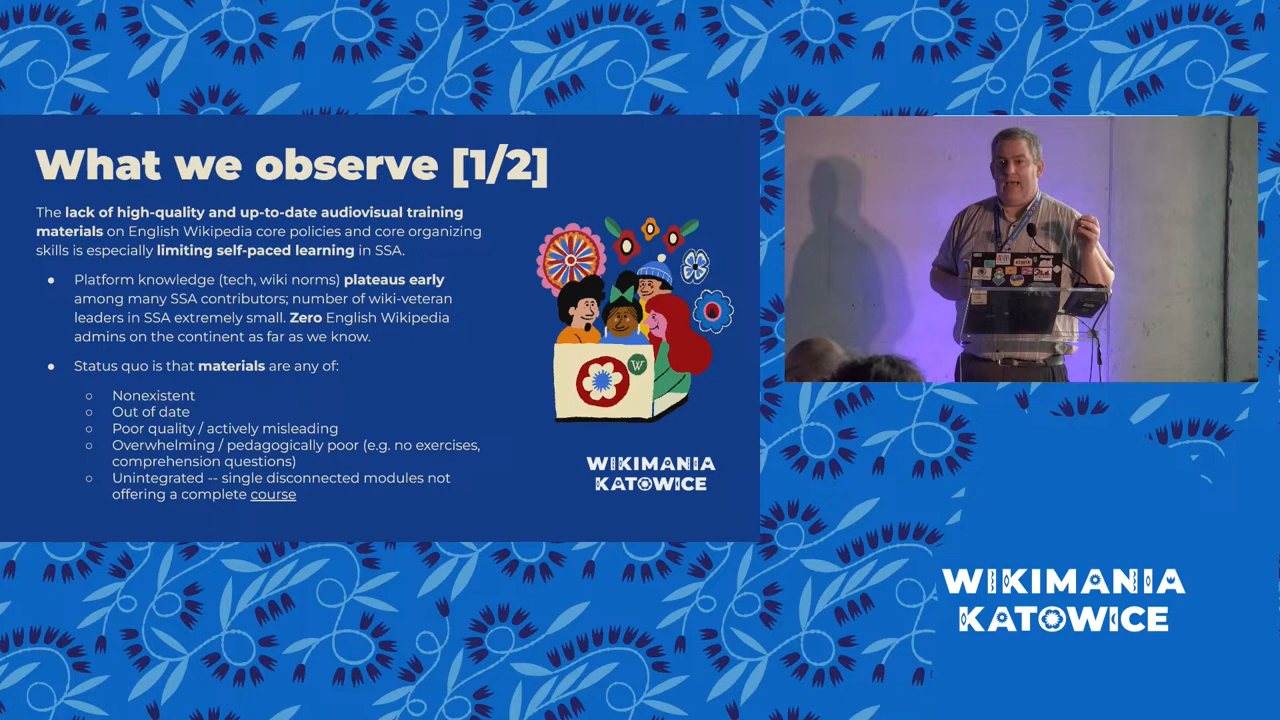 What we observe [1/2]
The lack of high-quality and up-to-date audiovisual training
materials on English Wikipedia core policies and core organizing
skills is especially limiting self-paced learning in SSA.
● Platform knowledge (tech, wiki norms) plateaus early
among many SSA contributors; number of wiki-veteran
leaders in SSA extremely small. Zero English Wikipedia
admins on the continent as far as we know.
● Status quo is that materials are any of:
○ Nonexistent
○ Out of date
○ Poor quality / actively misleading
○ Overwhelming / pedagogically poor (e.g. no exercises,
comprehension questions)
○ Unintegrated -- single disconnected modules not
offering a complete course
W
WIKIMANIA
KATOWICE
WIKIMANIA
KATOWICE